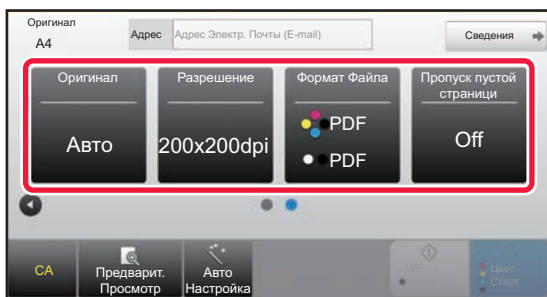 Оригинал
A4
Адрес
Адрес Электр. Почты (E-mail)
Сведения
Оригинал
Авто
Разрешение
200x200dpi
Формат Файла
PDF
PDF
Пропуск пустой
страници
Off
CA
Предварит.
Просмотр
Авто
Настройка
Ч/Б
Цвет
Старт